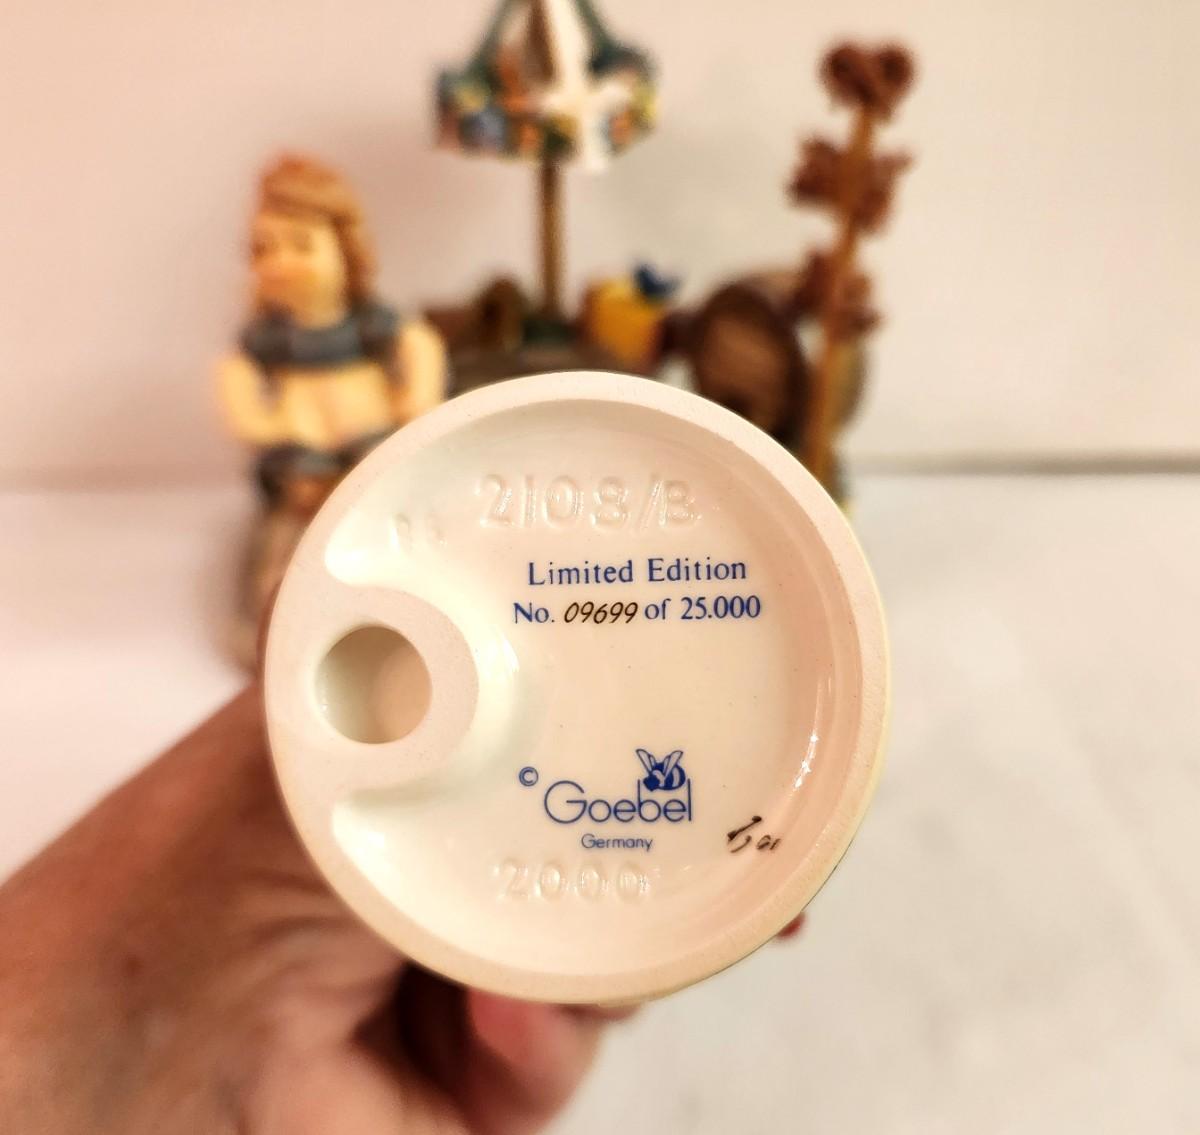 2108/B
Limited Edition
No. 09699 of 25.000
© Goebel
Germany
2000